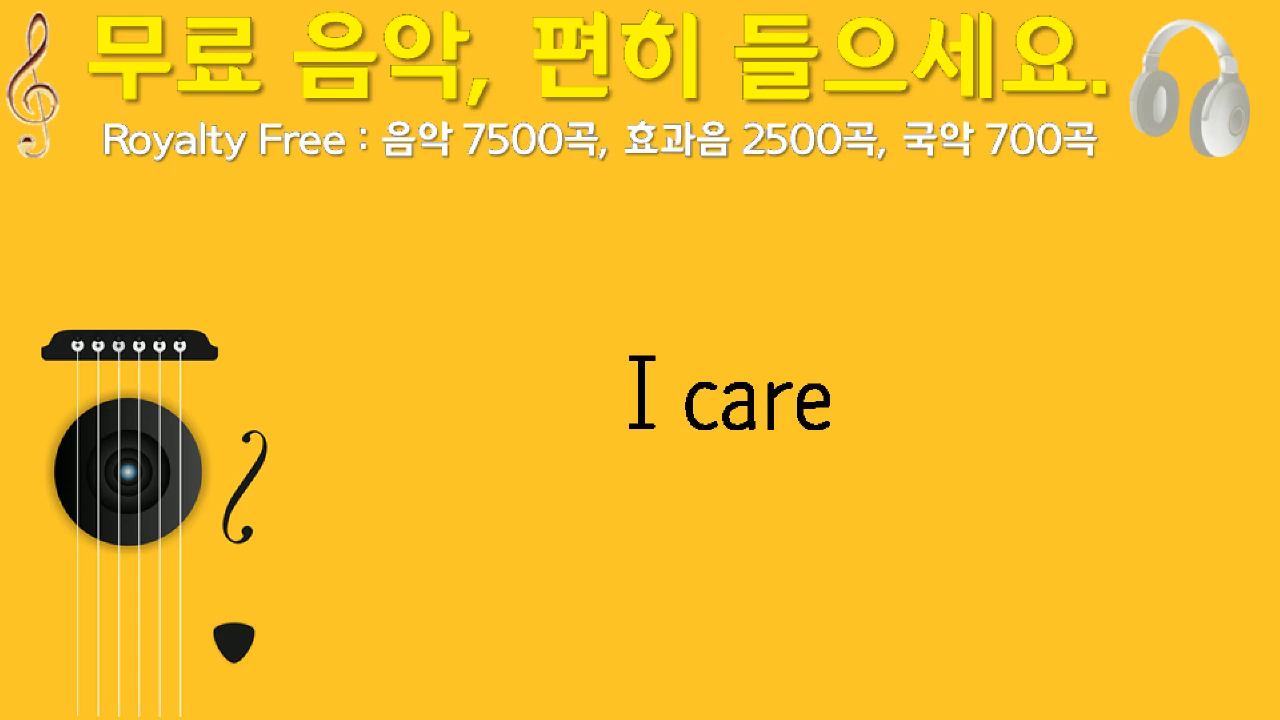 무료 음악, 편히 들으세요.
Royalty Free : 음악 7500곡, 효과음 2500곡, 국악 700곡
I care